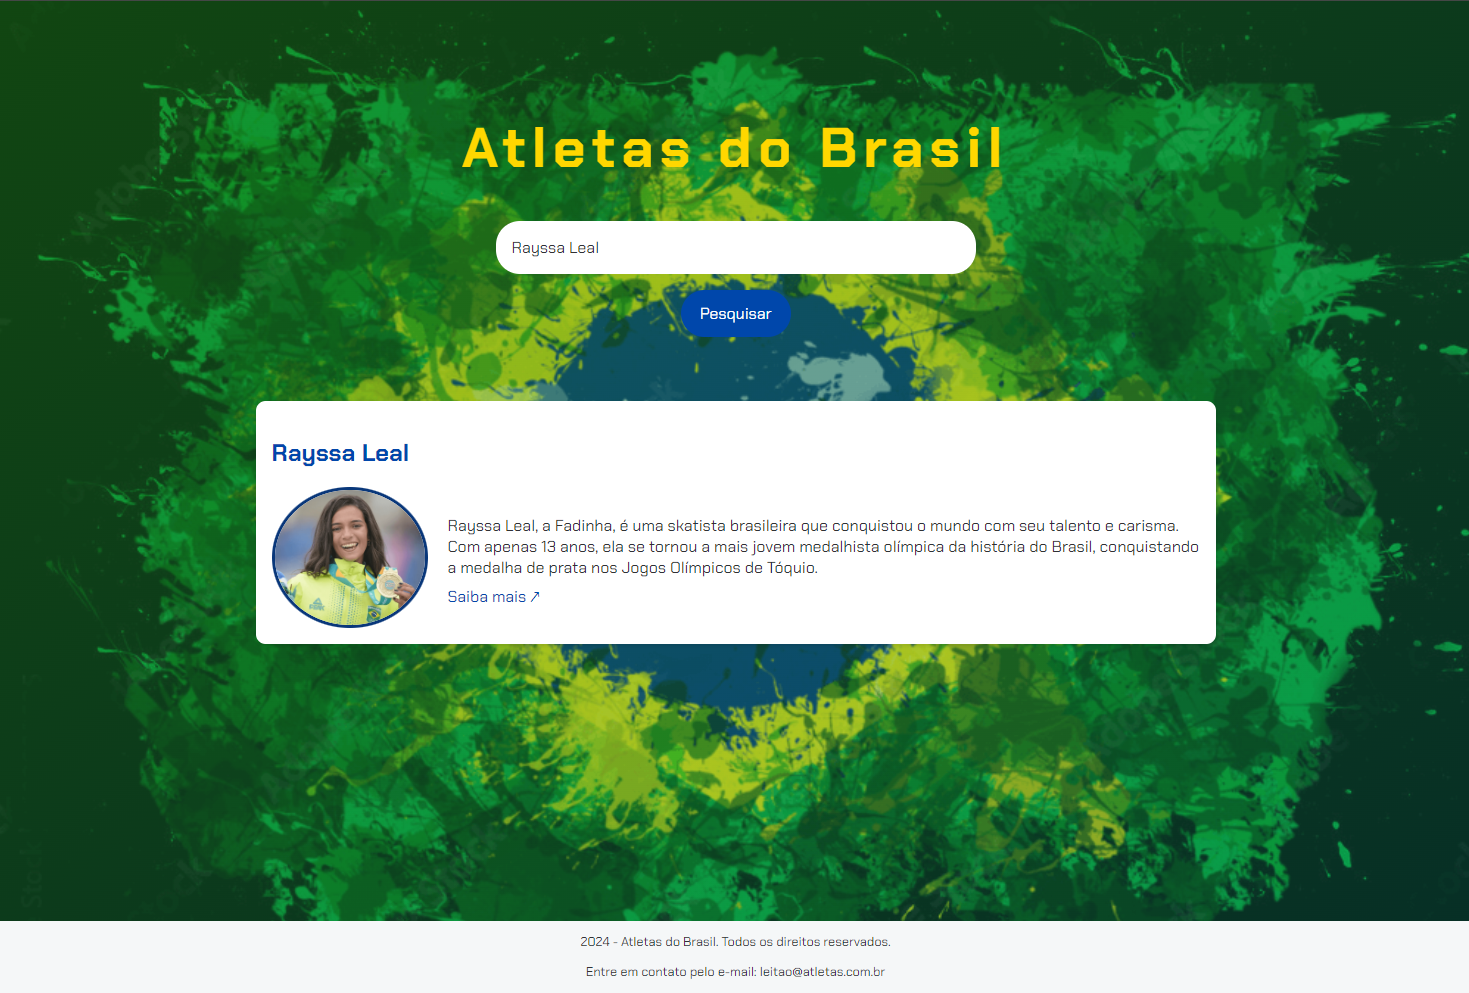 Atletas do Brasil
Rayssa Leal
Pesquisar
Rayssa Leal
Rayssa Leal, a Fadinha, é uma skatista brasileira que conquistou o mundo com seu talento e carisma.
Com apenas 13 anos, ela se tornou a mais jovem medalhista olímpica da história do Brasil, conquistando
a medalha de prata nos Jogos Olímpicos de Tóquio.
Saiba mais ↗
2024 - Atletas do Brasil. Todos os direitos reservados.
Entre em contato pelo e-mail: leitao@atletas.com.br